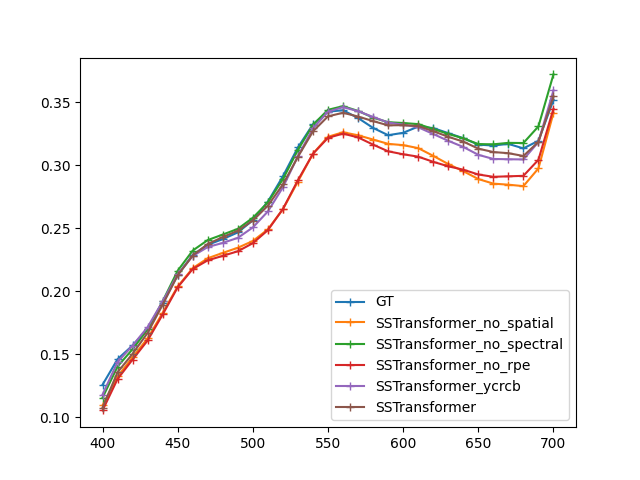 0.35
0.30
0.25
0.20
0.15
0.10
400 450 500 550 600 650 700
GT
SSTransformer_no_spatial
SSTransformer_no_spectral
SSTransformer_no_rpe
SSTransformer_ycrcb
SSTransformer